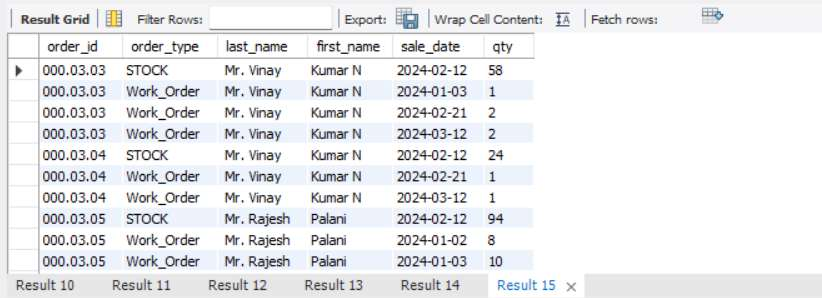 Result Grid Filter Rows: Export: Wrap Cell Content: IA Fetch rows:
order_id order_type last_name first_name sale_date qty
000.03.03 STOCK Mr. Vinay Kumar N 2024-02-12 58
000.03.03 Work_Order Mr. Vinay Kumar N 2024-01-03 1
000.03.03 Work_Order Mr. Vinay Kumar N 2024-02-21 2
000.03.03 Work_Order Mr. Vinay Kumar N 2024-03-12 2
000.03.04 STOCK Mr. Vinay Kumar N 2024-02-12 24
000.03.04 Work_Order Mr. Vinay Kumar N 2024-02-21 1
000.03.04 Work_Order Mr. Vinay Kumar N 2024-03-12 1
000.03.05 STOCK Mr. Rajesh Palani 2024-02-12 94
000.03.05 Work_Order Mr. Rajesh Palani 2024-01-02 8
000.03.05 Work_Order Mr. Rajesh Palani 2024-01-03 10
Result 10 Result 11 Result 12 Result 13 Result 14 Result 15